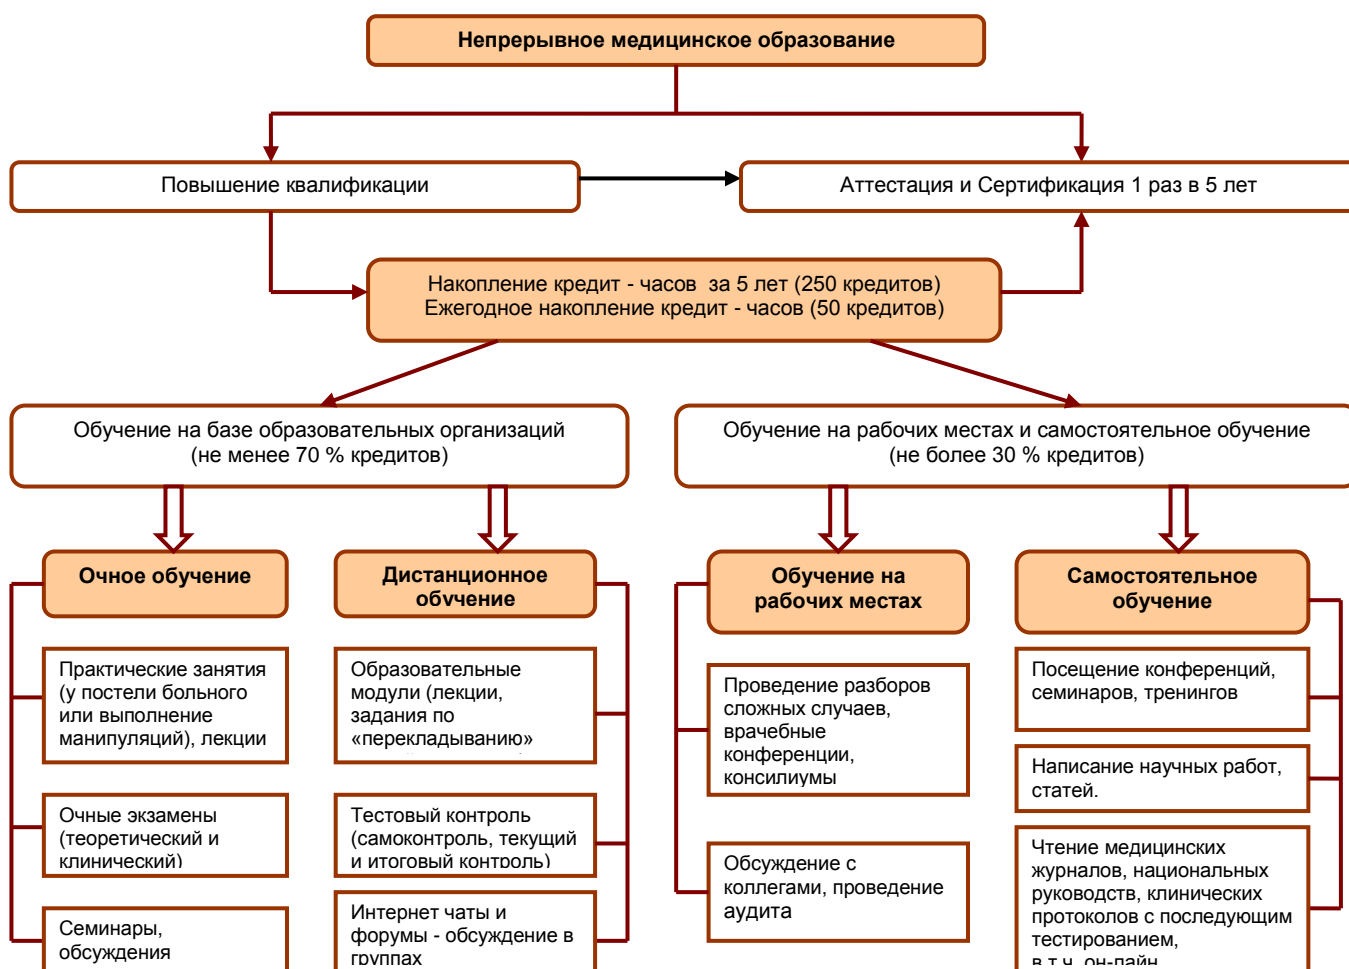 Непрерывное медицинское образование
Повышение квалификации
Аттестация и Сертификация 1 раз в 5 лет
Накопление кредит - часов за 5 лет (250 кредитов)
Ежегодное накопление кредит - часов (50 кредитов)
Обучение на базе образовательных организаций
(не менее 70 % кредитов)
Обучение на рабочих местах и самостоятельное обучение
(не более 30 % кредитов)
Очное обучение
Практические занятия
(у постели больного
или выполнение
манипуляций), лекции
Очные экзамены
(теоретический и
клинический)
Семинары,
обсуждения
Дистанционное
обучение
Образовательные
модули (лекции,
задания по
«перекладыванию»
Тестовый контроль
(самоконтроль, текущий
и итоговый контроль)
Интернет чаты и
форумы - обсуждение в
группах
Обучение на
рабочих местах
Проведение разборов
сложных случаев,
врачебные
конференции,
консилиумы
Обсуждение с
коллегами, проведение
аудита
Самостоятельное
обучение
Посещение конференций,
семинаров, тренингов
Написание научных работ,
статей.
Чтение медицинских
журналов, национальных
руководств, клинических
протоколов с последующим
тестированием,
в т.ч. он-лайн